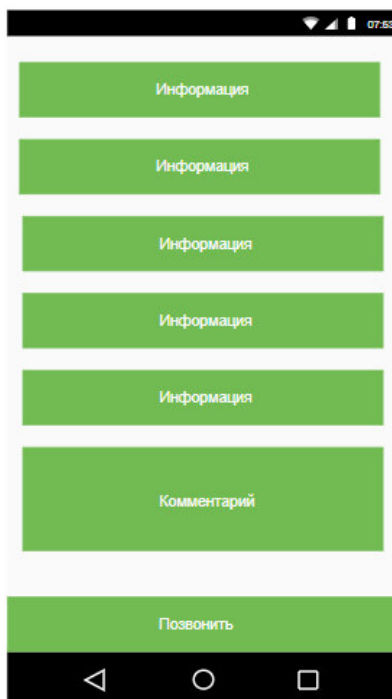 07:53
Информация
Информация
Информация
Информация
Информация
Комментарий
Позвонить